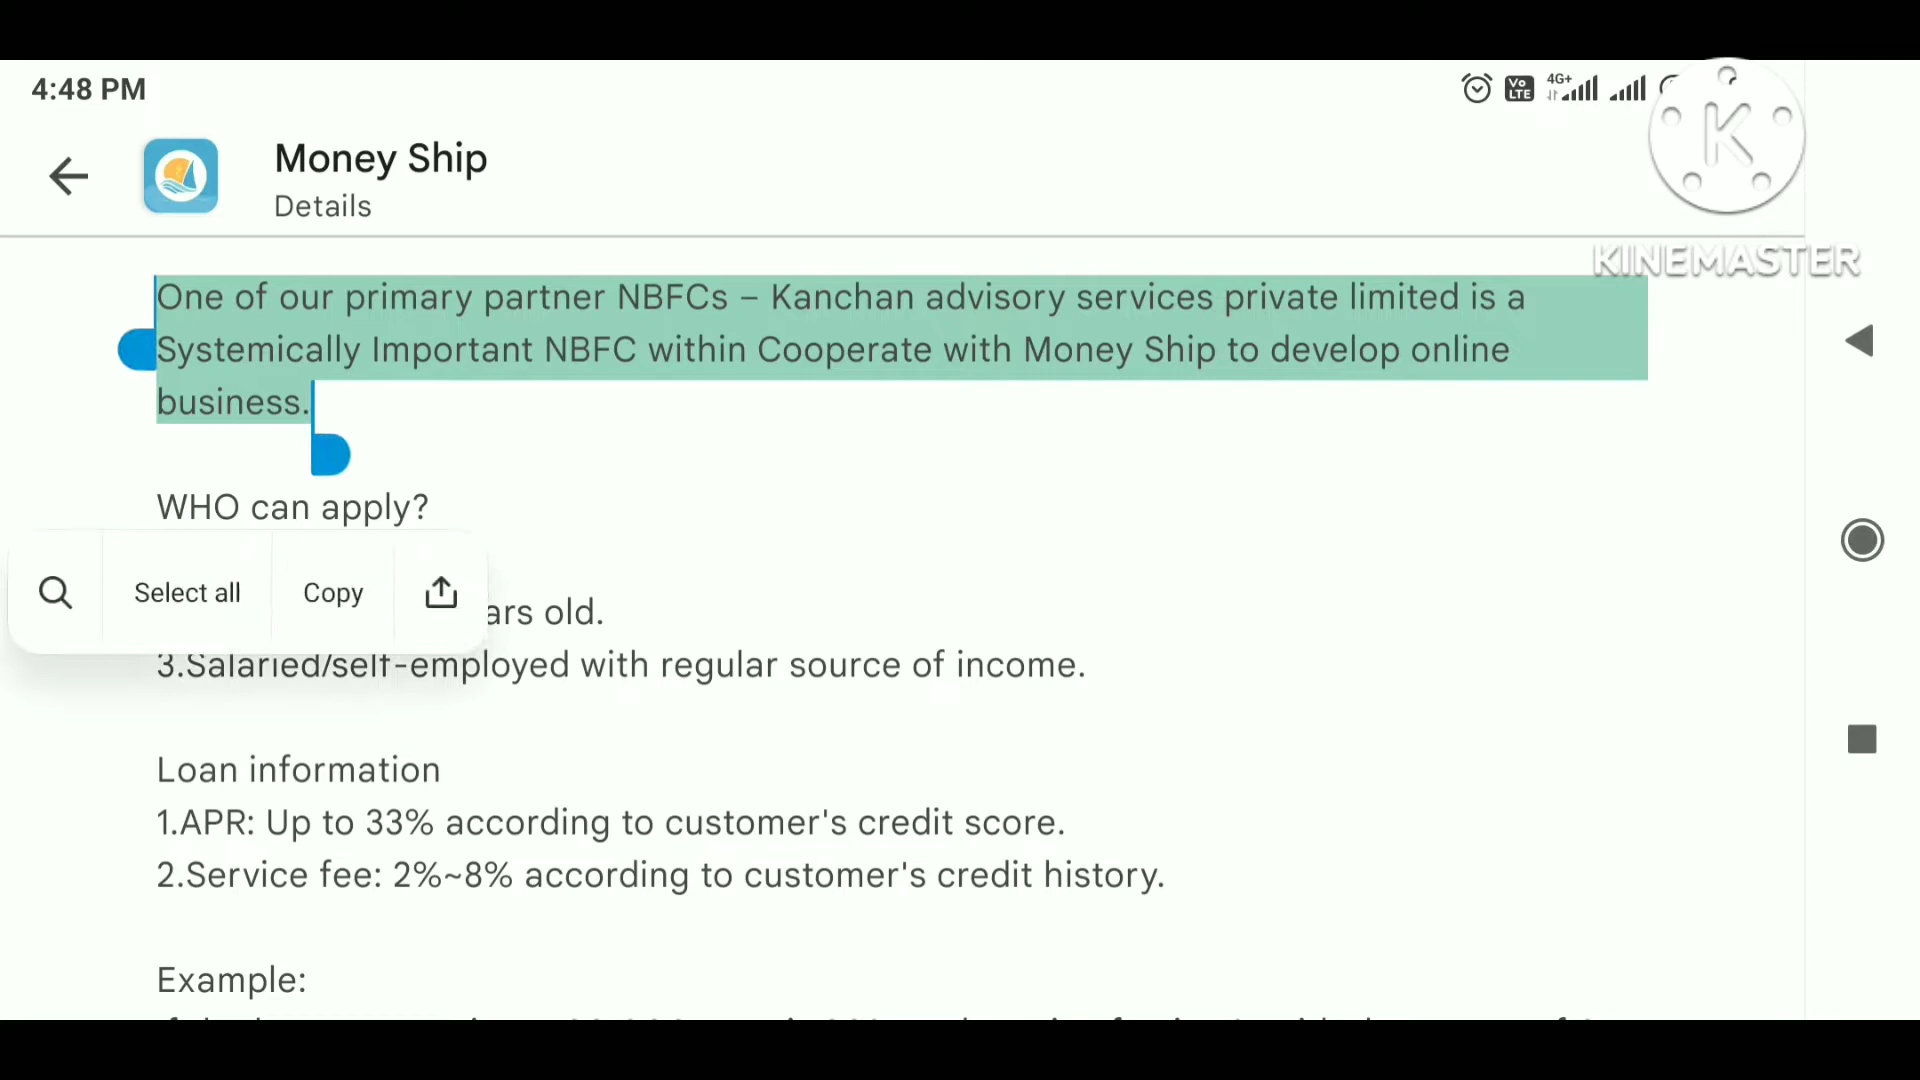 4:48 PM
Vo LTE
4G+
K
KINEMASTER
Money Ship
Details
One of our primary partner NBFCs – Kanchan advisory services private limited is a
Systemically Important NBFC within Cooperate with Money Ship to develop online
business.
WHO can apply?
Select all
Copy
ars old.
3.Salaried/self-employed with regular source of income.
Loan information
1.APR: Up to 33% according to customer's credit score.
2.Service fee: 2%~8% according to customer's credit history.
Example: